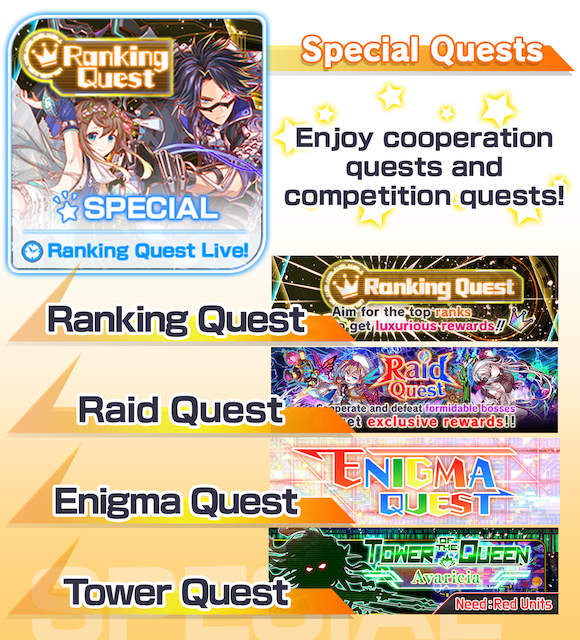 Ranking
Quest
SPECIAL
Ranking Quest Live!
Special Quests
Enjoy cooperation
quests and
competition quests!
Ranking Quest
Ranking Quest
Aim for the top ranks
get luxurious rewards!!
Raid Quest
Raid
Quest
Cooperate and defeat formidable bosses
get exclusive rewards!!
Enigma Quest
ENIGMA
QUEST
Tower Quest
TOWER OF THE QUEEN
Avaricia
Need:Red Units
SPECIAL